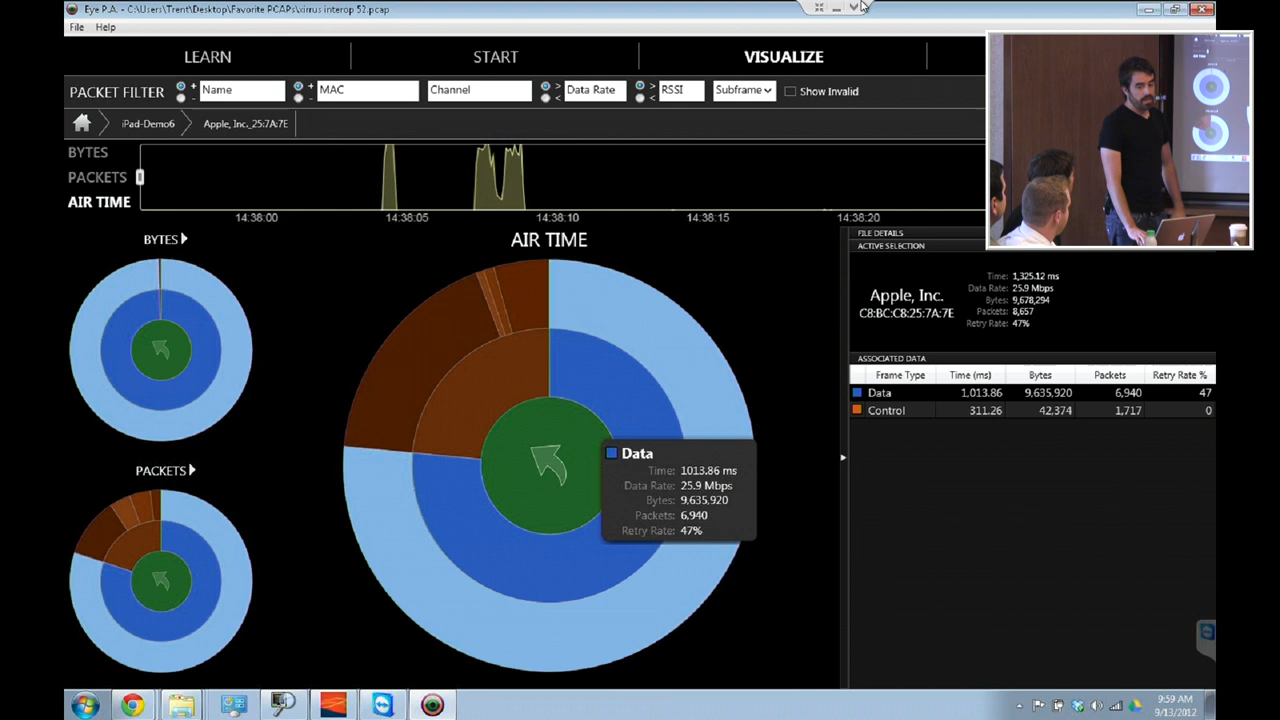 Eye P.A. - C:\Users\Trent\Desktop\Favorite PCAPs\xirrus interop 52.pcap
File Help
LEARN START VISUALIZE
PACKET FILTER + - Name + - MAC Channel > < Data Rate > < RSSI Subframe Show Invalid
iPad-Demo6 Apple, Inc._25:7A:7E
BYTES
PACKETS
AIR TIME
14:38:00 14:38:05 14:38:10 14:38:15 14:38:20
BYTES
AIR TIME
PACKETS
Data
Time: 1013.86 ms
Data Rate: 25.9 Mbps
Bytes: 9,635,920
Packets: 6,940
Retry Rate: 47%
FILE DETAILS
ACTIVE SELECTION
Apple, Inc.
C8:BC:C8:25:7A:7E
Time: 1,325.12 ms
Data Rate: 25.9 Mbps
Bytes: 9,678,294
Packets: 8,657
Retry Rate: 47%
ASSOCIATED DATA
Frame Type Time (ms) Bytes Packets Retry Rate %
Data 1,013.86 9,635,920 6,940 47
Control 311.26 42,374 1,717 0
9:59 AM
9/13/2012